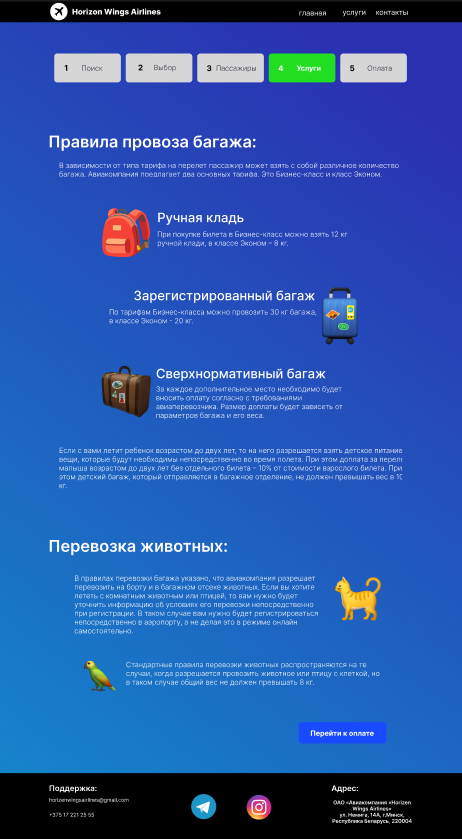 Horizon Wings Airlines
главная услуги контакты
1 Поиск
2 Выбор
3 Пассажиры
4 Услуги
5 Оплата
Правила провоза багажа:
В зависимости от типа тарифа на перелет пассажир может взять с собой различное количество
багажа. Авиакомпания предлагает два основных тарифа. Это Бизнес-класс и класс Эконом.
Ручная кладь
При покупке билета в Бизнес-класс можно взять 12 кг
ручной клади, в классе Эконом – 8 кг.
Зарегистрированный багаж
По тарифам Бизнес-класса можно провозить 30 кг багажа,
в классе Эконом - 20 кг.
Сверхнормативный багаж
За каждое дополнительное место необходимо будет
вносить оплату согласно с требованиями
авиаперевозчика. Размер доплаты будет зависеть от
параметров багажа и его веса.
Если с вами летит ребенок возрастом до двух лет, то на него разрешается взять детское питание
вещи, которые будут необходимы непосредственно во время полета. При этом доплата за перел
малыша возрастом до двух лет без отдельного билета – 10% от стоимости взрослого билета. При
этом детский багаж, который отправляется в багажное отделение, не должен превышать вес в 10
кг.
Перевозка животных:
В правилах перевозки багажа указано, что авиакомпания разрешает
перевозить на борту и в багажном отсеке животных. Если вы хотите
лететь с комнатным животным или птицей, то вам нужно будет
уточнить информацию об условиях его перевозки непосредственно
при регистрации. В таком случае вам нужно будет регистрироваться
непосредственно в аэропорту, а не делая это в режиме онлайн
самостоятельно.
Стандартные правила перевозки животных распространяются на те
случаи, когда разрешается провозить животное или птицу с клеткой, но
в таком случае общий вес не должен превышать 8 кг.
Перейти к оплате
Поддержка:
horizenwingsairlines@gmail.com
+375 17 221 25 55
Адрес:
ОАО «Авиакомпания «Horizon
Wings Airlines»
ул. Немига, 14А, г.Минск,
Республика Беларусь, 220004